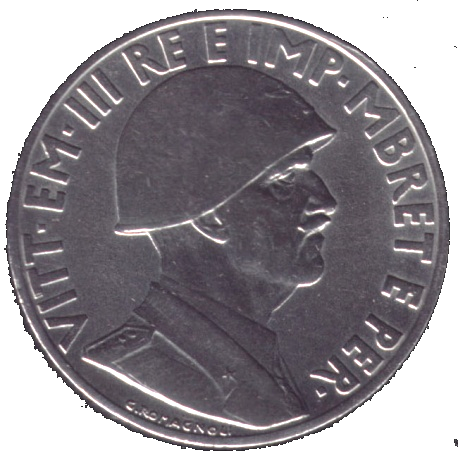 VITT·EM·III RE E IMP·MBRET E PER·
G.ROMAGNOLI